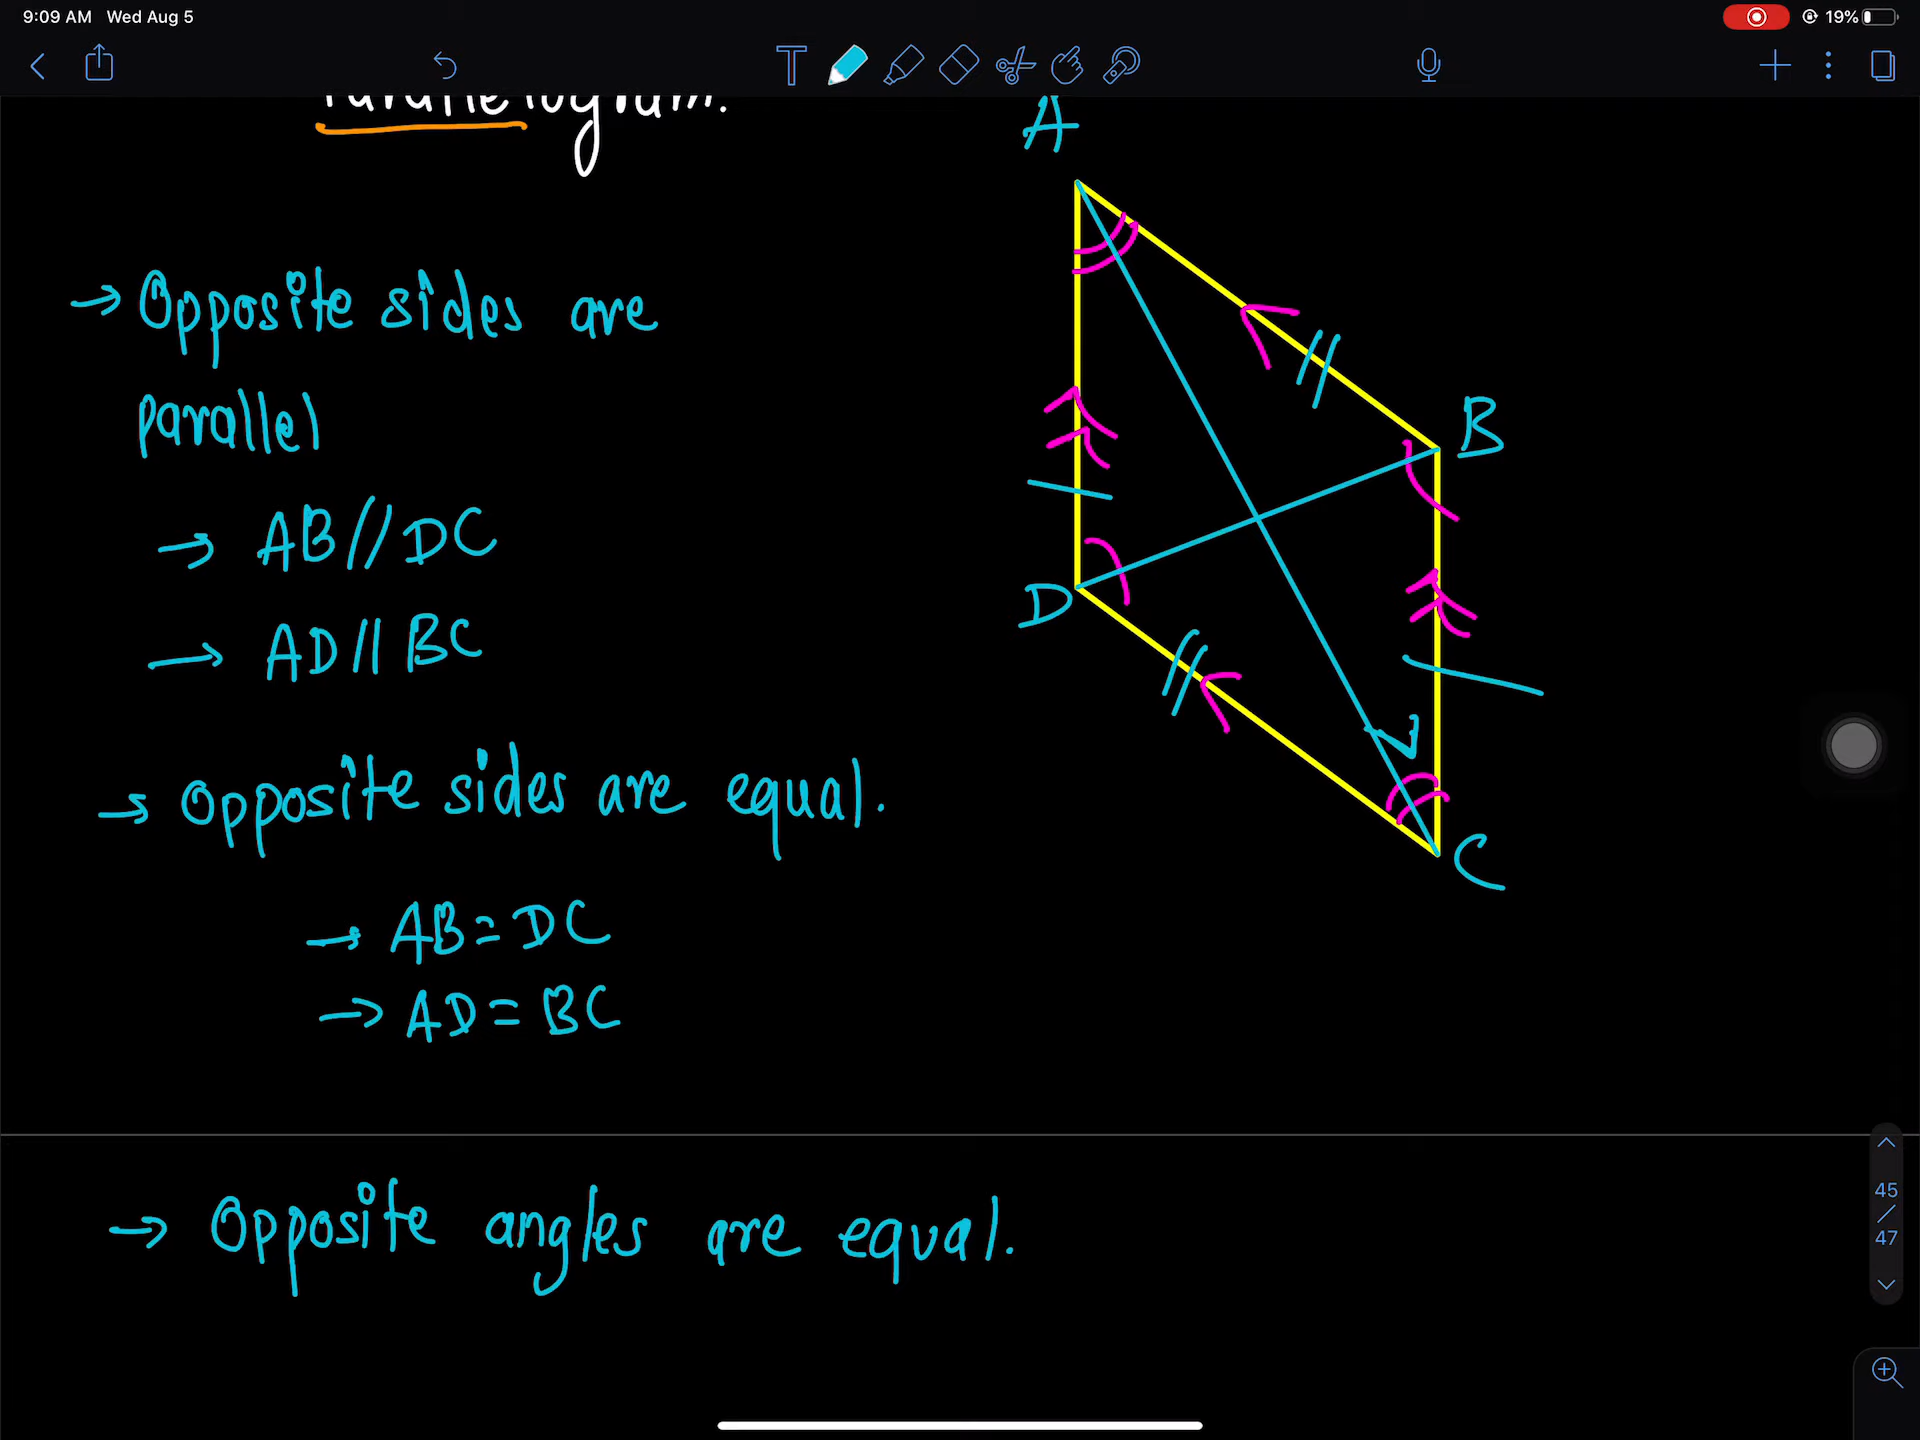 9:09 AM Wed Aug 5
19%
Parallelogram.
A
→ Opposite sides are
parallel
B
→ AB//DC
D
→ AD//BC
→ Opposite sides are equal.
C
→ AB=DC
→ AD=BC
45
/
47
→ Opposite angles are equal.